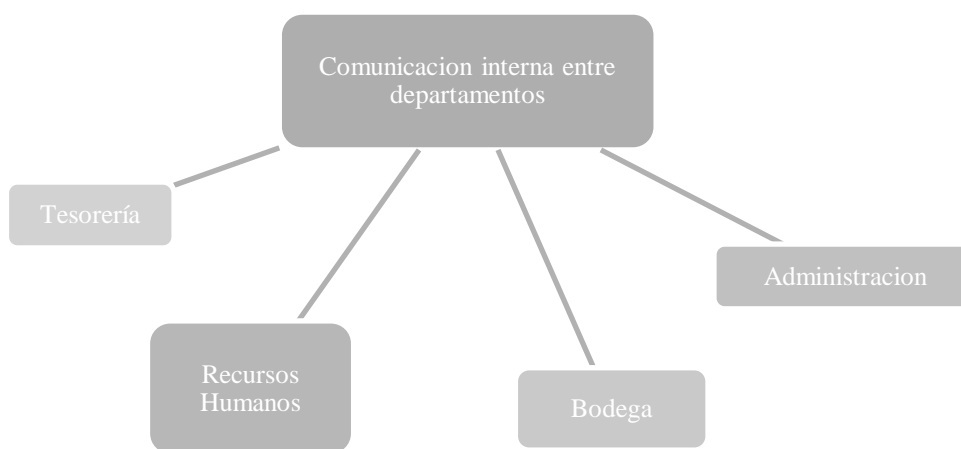 Comunicacion interna entre
departamentos
Tesorería
Administracion
Recursos
Humanos
Bodega